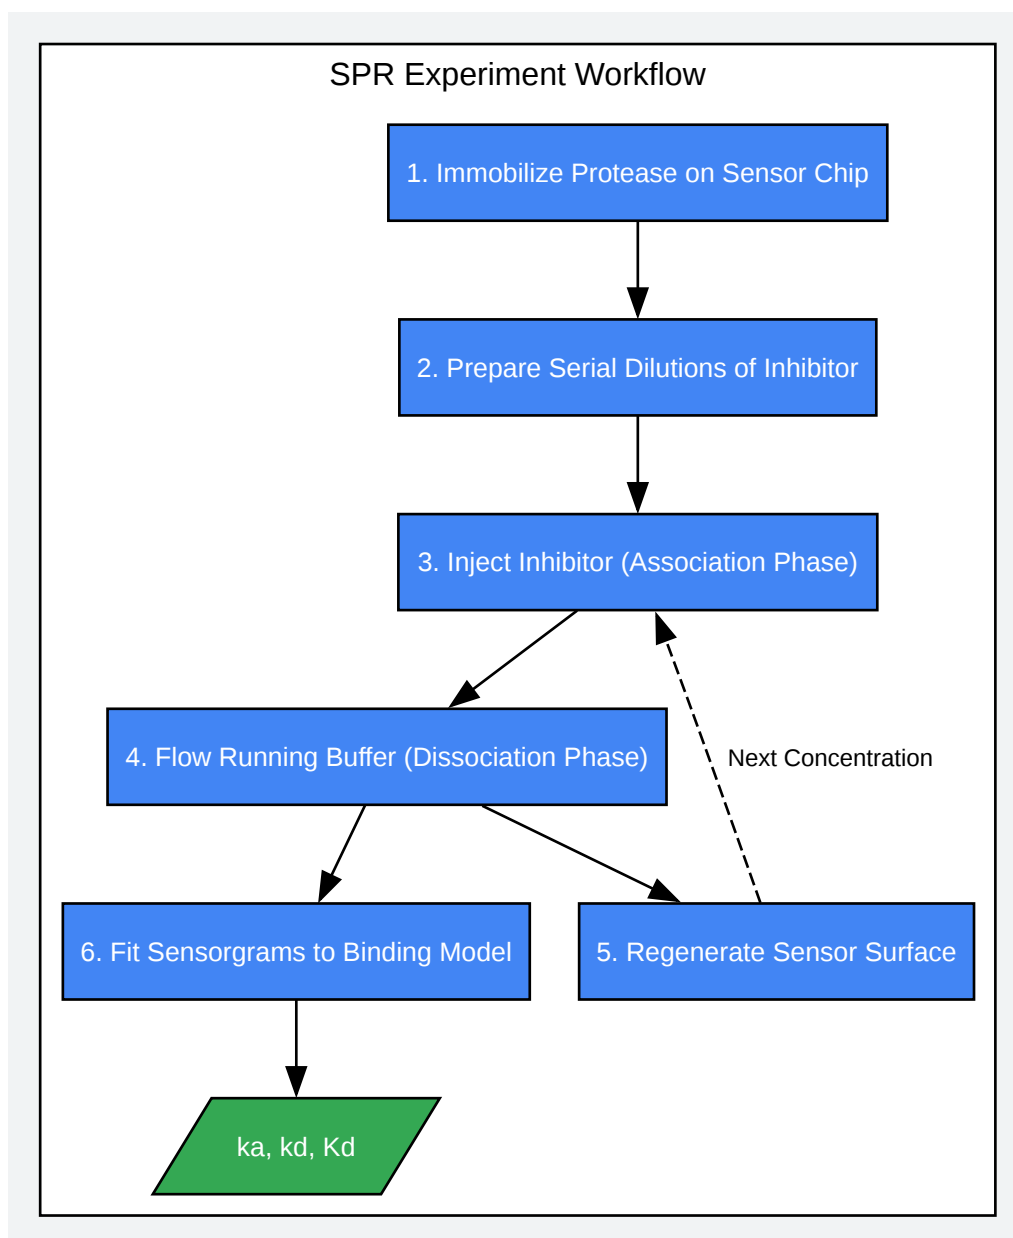 SPR Experiment Workflow
1. Immobilize Protease on Sensor Chip
2. Prepare Serial Dilutions of Inhibitor
3. Inject Inhibitor (Association Phase)
4. Flow Running Buffer (Dissociation Phase)
Next Concentration
6. Fit Sensorgrams to Binding Model
5. Regenerate Sensor Surface
ka, kd, Kd